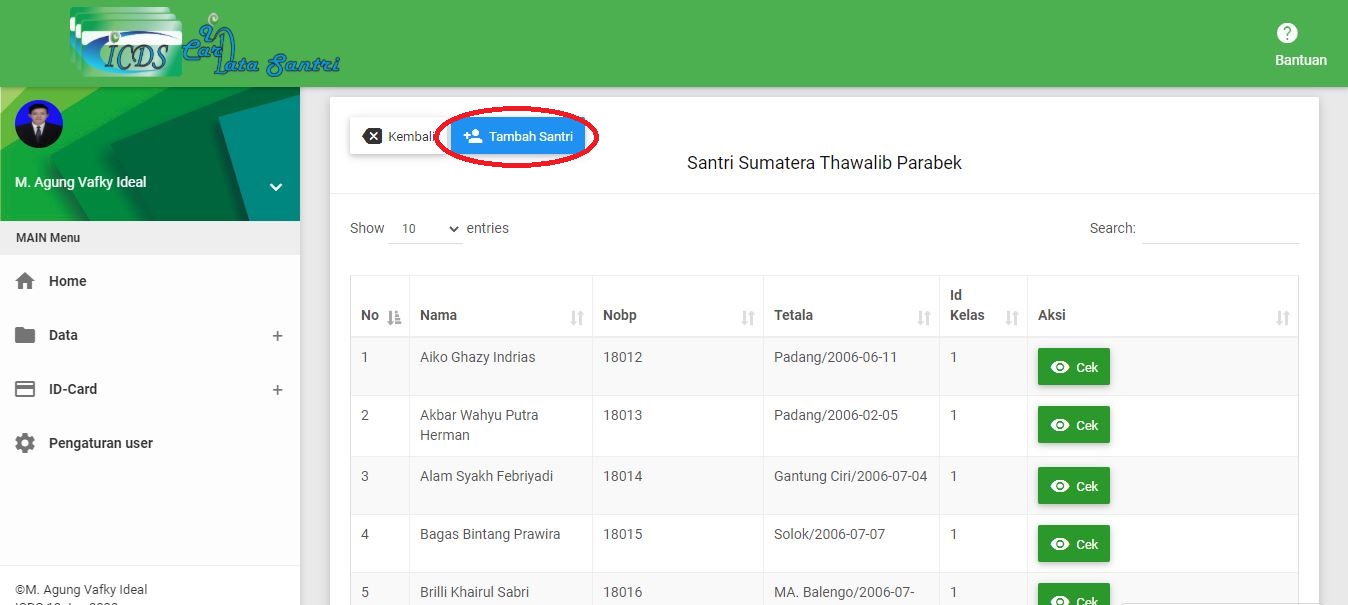 iCDS Card Data Santri
Bantuan
M. Agung Vafky Ideal
MAIN Menu
Home
Data +
ID-Card +
Pengaturan user
©M. Agung Vafky Ideal
Kembali
Tambah Santri
Santri Sumatera Thawalib Parabek
Show 10 entries
Search:
No Nama Nobp Tetala Id Kelas Aksi
1 Aiko Ghazy Indrias 18012 Padang/2006-06-11 1 Cek
2 Akbar Wahyu Putra Herman 18013 Padang/2006-02-05 1 Cek
3 Alam Syakh Febriyadi 18014 Gantung Ciri/2006-07-04 1 Cek
4 Bagas Bintang Prawira 18015 Solok/2006-07-07 1 Cek
5 Brilli Khairul Sabri 18016 MA. Balengo/2006-07- Cek